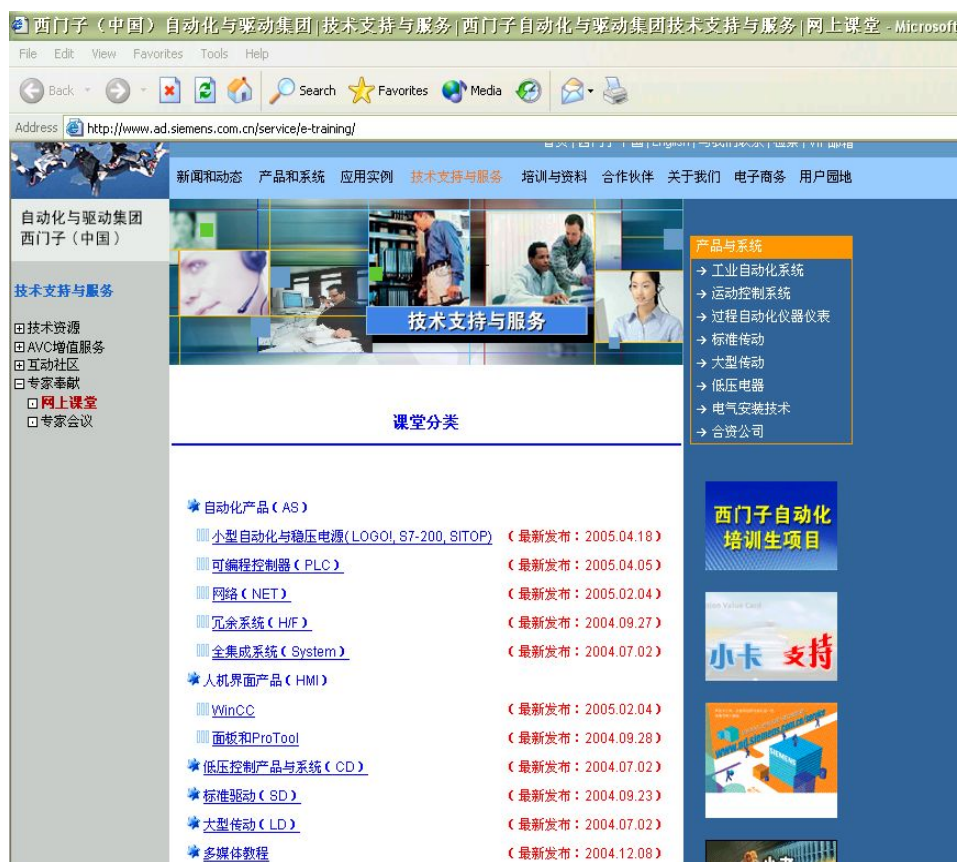 西门子（中国）自动化与驱动集团|技术支持与服务|西门子自动化与驱动集团技术支持与服务|网上课堂 - Microsoft
File Edit View Favorites Tools Help
Back Search Favorites Media
Address http://www.ad.siemens.com.cn/service/e-training/
新闻和动态 产品和系统 应用实例 技术支持与服务 培训与资料 合作伙伴 关于我们 电子商务 用户园地
自动化与驱动集团
西门子（中国）
技术支持与服务
技术资源
AVC增值服务
互动社区
专家奉献
网上课堂
专家会议
技术支持与服务
课堂分类
自动化产品(AS)
小型自动化与稳压电源(LOGO!, S7-200, SITOP) (最新发布：2005.04.18)
可编程控制器(PLC) (最新发布：2005.04.05)
网络(NET) (最新发布：2005.02.04)
冗余系统(H/F) (最新发布：2004.09.27)
全集成系统(System) (最新发布：2004.07.02)
人机界面产品(HMI)
WinCC (最新发布：2005.02.04)
面板和ProTool (最新发布：2004.09.28)
低压控制产品与系统(CD) (最新发布：2004.07.02)
标准驱动(SD) (最新发布：2004.09.23)
大型传动(LD) (最新发布：2004.07.02)
多媒体教程 (最新发布：2004.12.08)
产品与系统
→ 工业自动化系统
→ 运动控制系统
→ 过程自动化仪器仪表
→ 标准传动
→ 大型传动
→ 低压电器
→ 电气安装技术
→ 合资公司
西门子自动化
培训生项目
Value Card
小卡 支持
www.ad.siemens.com.cn/service
SIEMENS